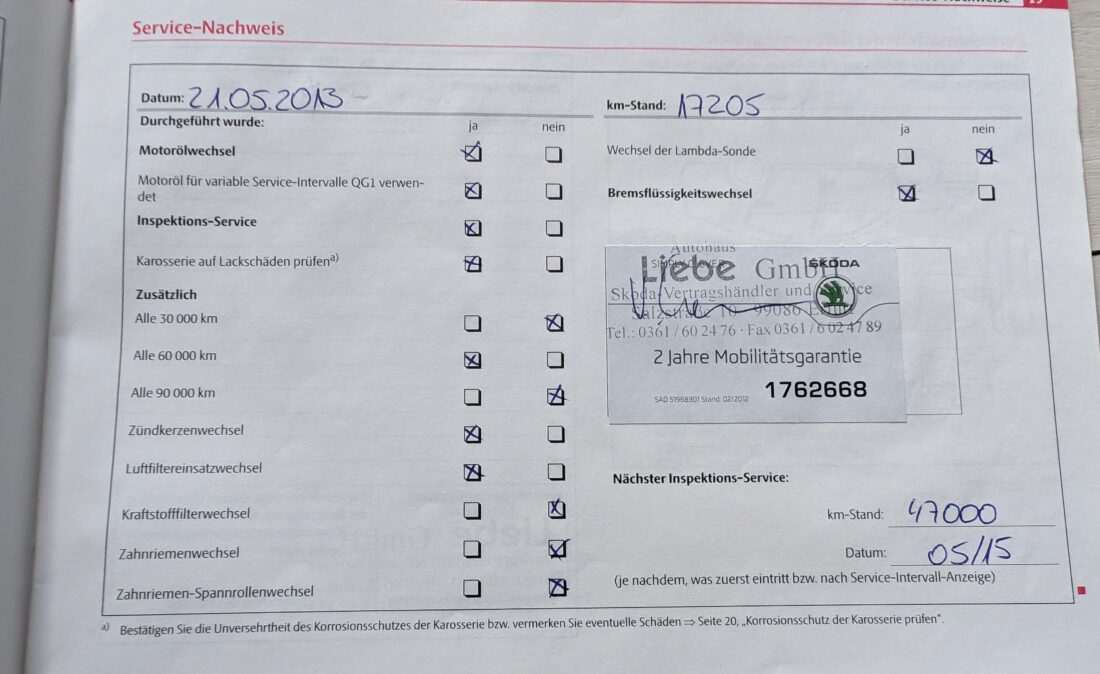 Service-Nachweis
Datum: 21.05.2013
km-Stand: 17205
Durchgeführt wurde:
ja nein
ja nein
Motorölwechsel
Wechsel der Lambda-Sonde
Motoröl für variable Service-Intervalle QG1 verwen-
det
Bremsflüssigkeitswechsel
Inspektions-Service
Karosserie auf Lackschäden prüfen a)
Zusätzlich
Alle 30 000 km
Alle 60 000 km
Alle 90 000 km
Zündkerzenwechsel
Luftfiltereinsatzwechsel
Kraftstofffilterwechsel
Zahnriemenwechsel
Zahnriemen-Spannrollenwechsel
Autohaus
Liebe GmbH
ŠKODA
Skoda-Vertragshändler und
Salzstraße 10 · 99086 Erfurt
Tel.: 0361 / 60 24 76 · Fax 0361 / 6 02 47 89
2 Jahre Mobilitätsgarantie
1762668
SAD 51968301 Stand: 02/2012
Nächster Inspektions-Service:
km-Stand: 47000
Datum: 05/15
(je nachdem, was zuerst eintritt bzw. nach Service-Intervall-Anzeige)
a) Bestätigen Sie die Unversehrtheit des Korrosionsschutzes der Karosserie bzw. vermerken Sie eventuelle Schäden ⇒ Seite 20, „Korrosionsschutz der Karosserie prüfen“.